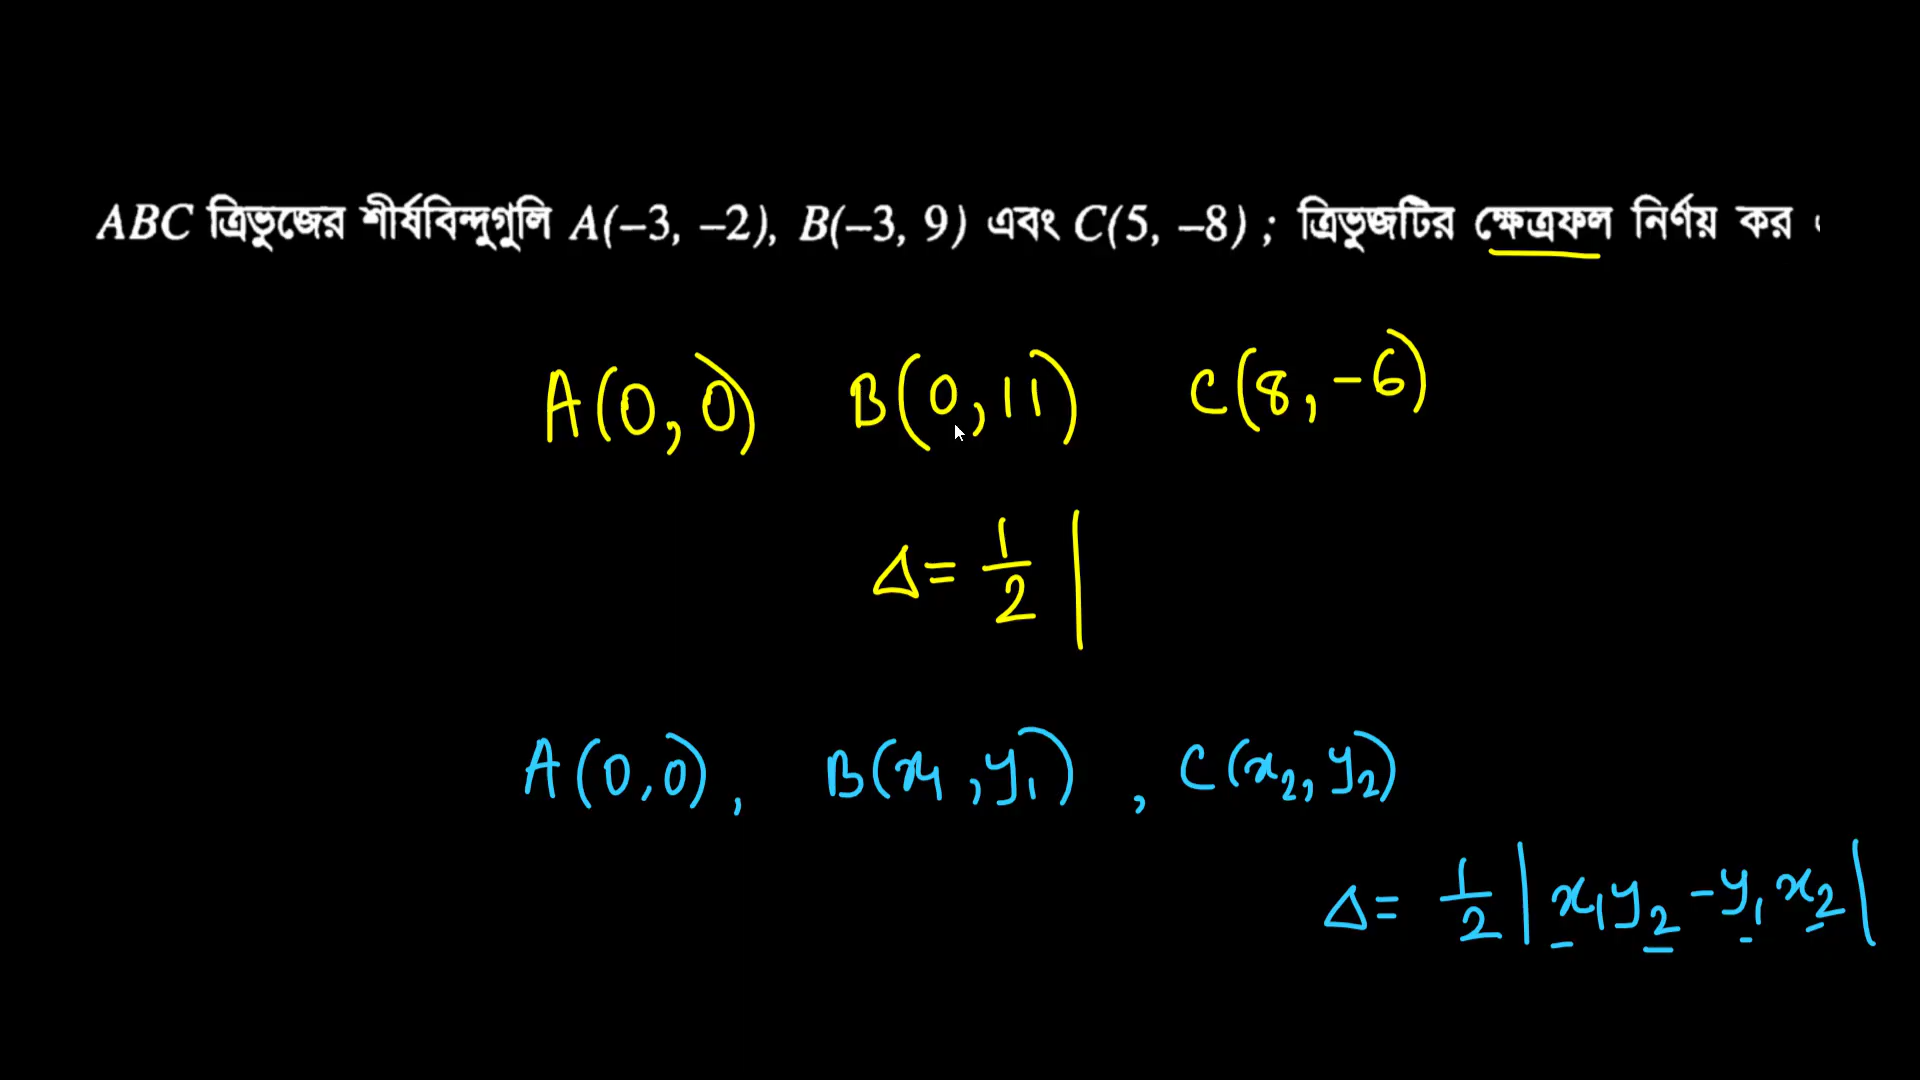 ABC ত্রিভুজের শীর্ষবিন্দুগুলি A(–3, –2), B(–3, 9) এবং C(5, –8) ; ত্রিভুজটির ক্ষেত্রফল নির্ণয় কর
A(0,0) B(0,11) C(8,-6)
Δ= 1/2 |
A(0,0), B(x₁,y₁), C(x₂,y₂)
Δ= 1/2 |x₁y₂ -y₁x₂|